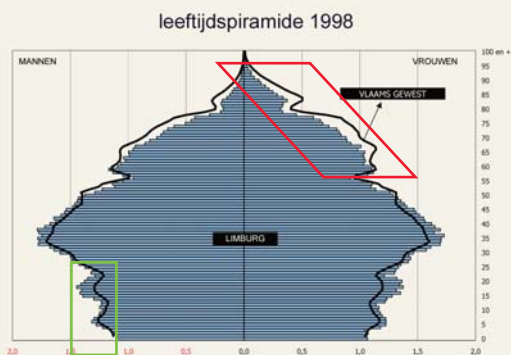 leeftijdspiramide 1998
MANNEN
VROUWEN
100 en +
95
90
VLAAMS GEWEST
85
80
75
70
65
60
55
50
45
40
LIMBURG
35
30
25
20
15
10
5
0
2,0 1,5 1,0 0,5 0,0 0,5 1,0 1,5 2,0